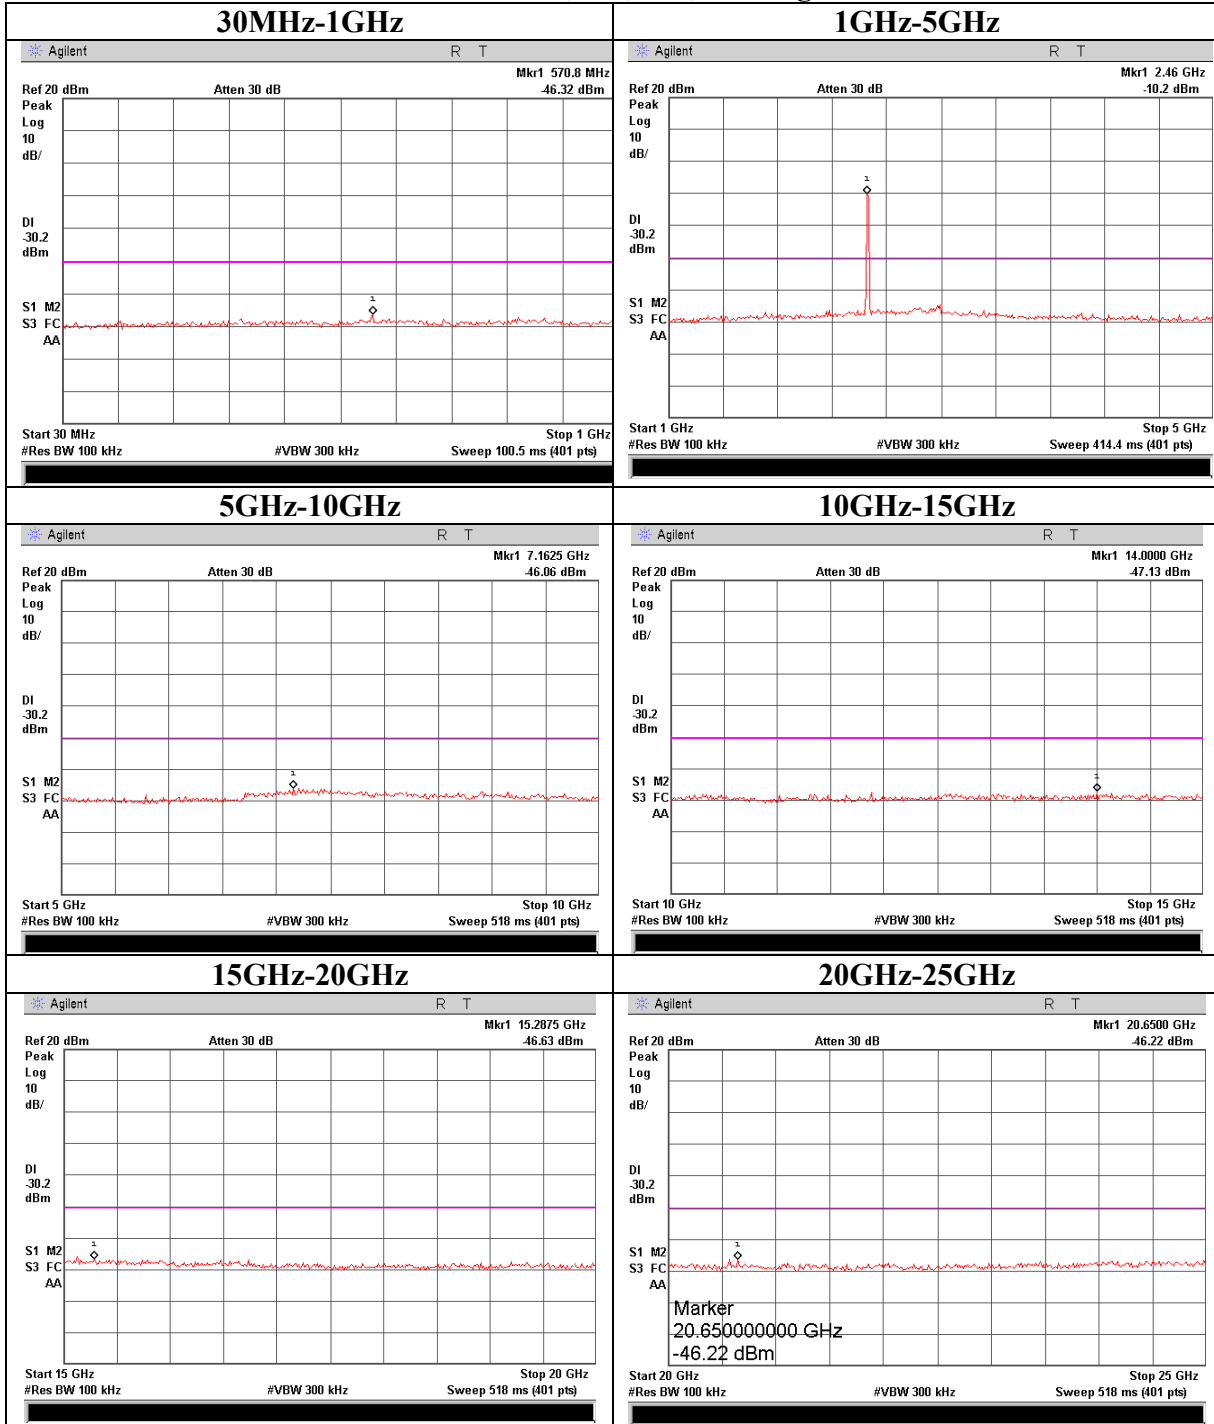 30MHz-1GHz
Agilent R T
Mkr1 570.8 MHz
Ref 20 dBm Atten 30 dB -46.32 dBm
Peak
Log
10
dB/
1
DI
-30.2
dBm
S1 M2
S3 FC
AA
Start 30 MHz Stop 1 GHz
#Res BW 100 kHz #VBW 300 kHz Sweep 100.5 ms (401 pts)
1GHz-5GHz
Agilent R T
Mkr1 2.46 GHz
Ref 20 dBm Atten 30 dB -10.2 dBm
Peak
Log
10
dB/
1
DI
-30.2
dBm
S1 M2
S3 FC
AA
Start 1 GHz Stop 5 GHz
#Res BW 100 kHz #VBW 300 kHz Sweep 414.4 ms (401 pts)
5GHz-10GHz
Agilent R T
Mkr1 7.1625 GHz
Ref 20 dBm Atten 30 dB -46.06 dBm
Peak
Log
10
dB/
DI
-30.2
dBm
1
S1 M2
S3 FC
AA
Start 5 GHz Stop 10 GHz
#Res BW 100 kHz #VBW 300 kHz Sweep 518 ms (401 pts)
10GHz-15GHz
Agilent R T
Mkr1 14.0000 GHz
Ref 20 dBm Atten 30 dB -47.13 dBm
Peak
Log
10
dB/
DI
-30.2
dBm
1
S1 M2
S3 FC
AA
Start 10 GHz Stop 15 GHz
#Res BW 100 kHz #VBW 300 kHz Sweep 518 ms (401 pts)
15GHz-20GHz
Agilent R T
Mkr1 15.2875 GHz
Ref 20 dBm Atten 30 dB -46.63 dBm
Peak
Log
10
dB/
DI
-30.2
dBm
1
S1 M2
S3 FC
AA
Start 15 GHz Stop 20 GHz
#Res BW 100 kHz #VBW 300 kHz Sweep 518 ms (401 pts)
20GHz-25GHz
Agilent R T
Mkr1 20.6500 GHz
Ref 20 dBm Atten 30 dB -46.22 dBm
Peak
Log
10
dB/
DI
-30.2
dBm
1
S1 M2
S3 FC
AA
Marker
20.650000000 GHz
-46.22 dBm
Start 20 GHz Stop 25 GHz
#Res BW 100 kHz #VBW 300 kHz Sweep 518 ms (401 pts)